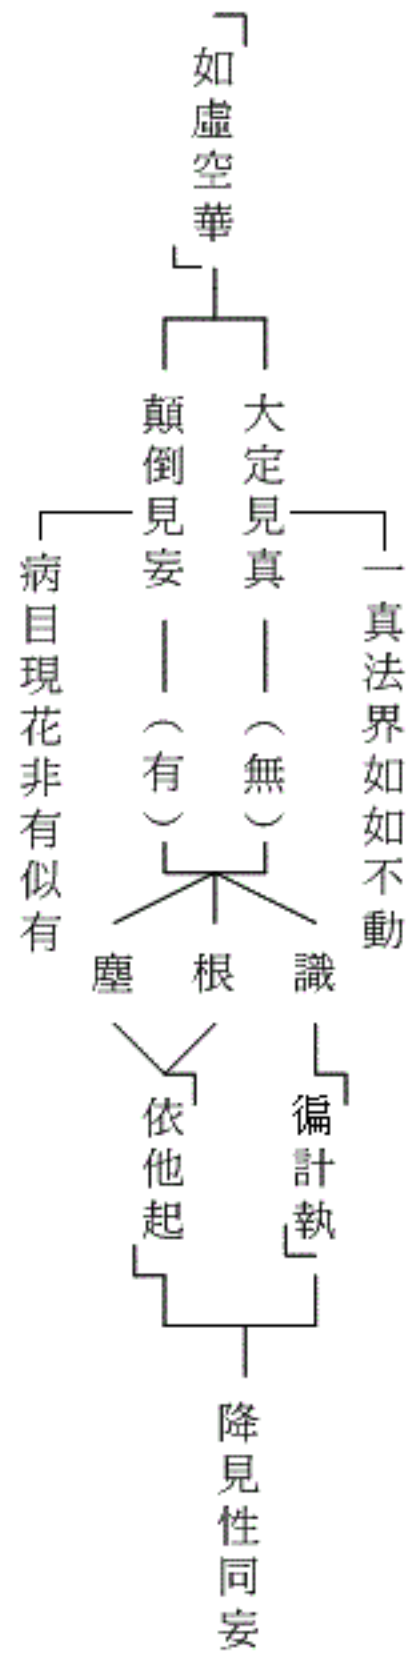 「如虛空華」
大定見真
一真法界如如不動
（無）
顛倒見妄
病目現花非有似有
（有）
識
根
塵
「徧計執」
「依他起」
降見性同妄